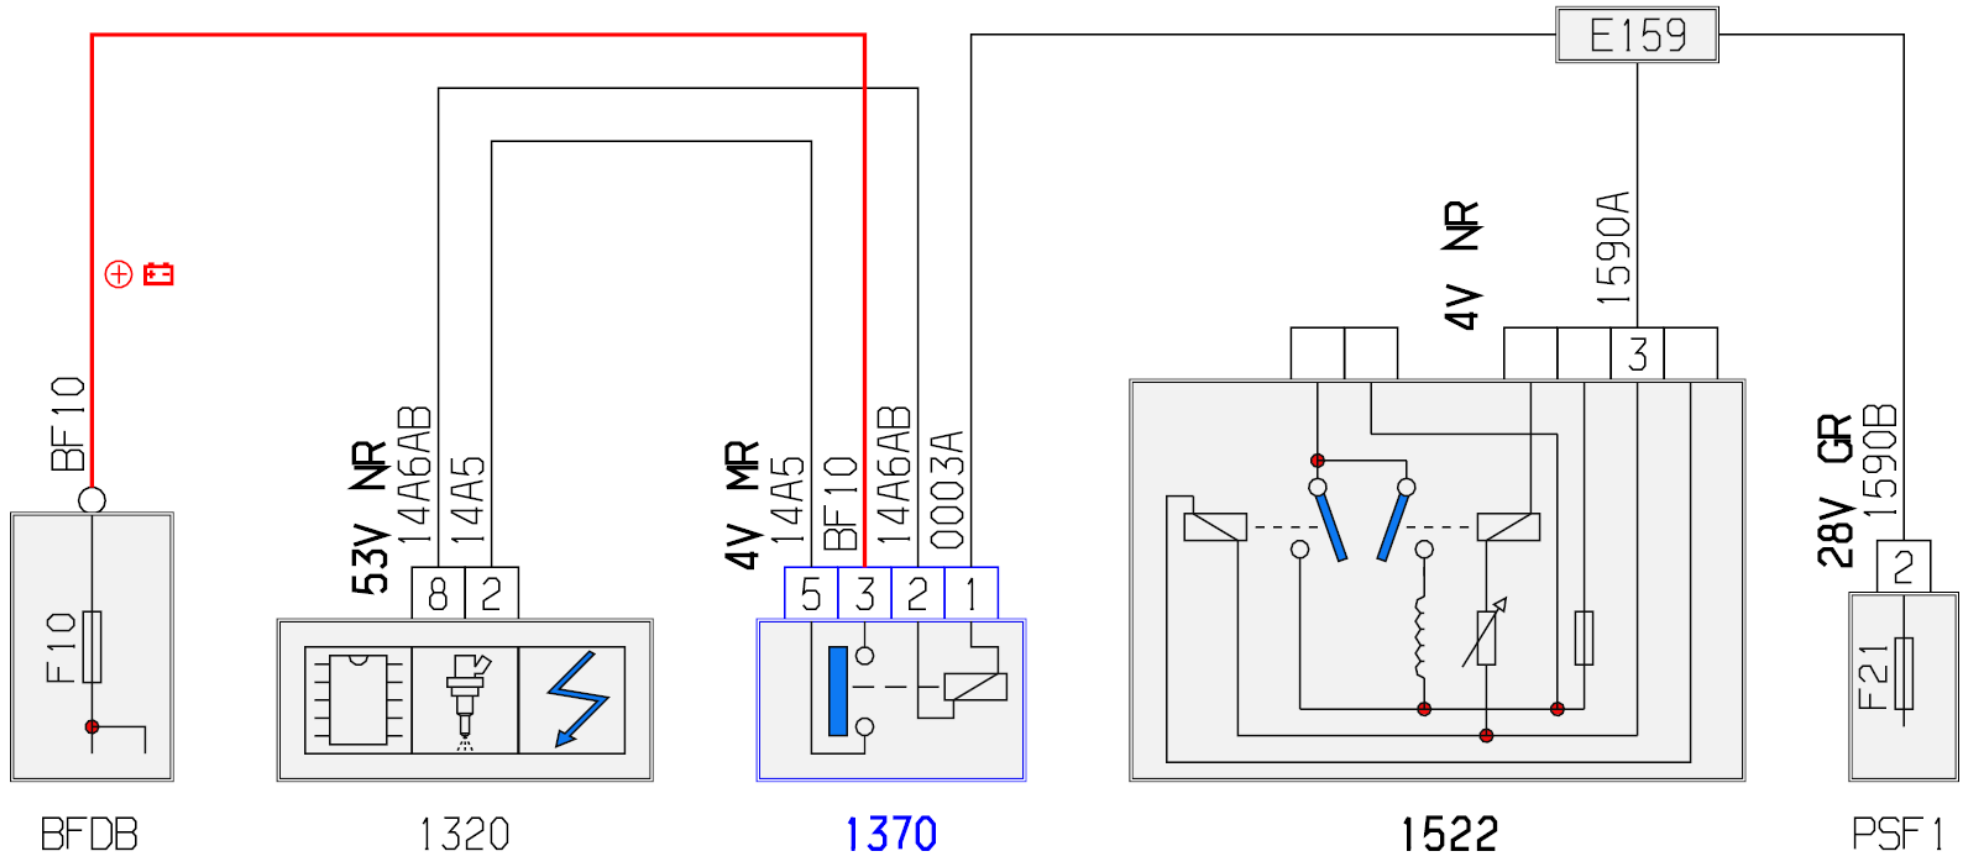 E159
BF10
53V NR
14A6AB
14A5
4V MR
14A5
BF10
14A6AB
0003A
4V NR
1590A
28V GR
1590B
8
2
5
3
2
1
3
2
F10
F21
BFDB
1320
1370
1522
PSF1